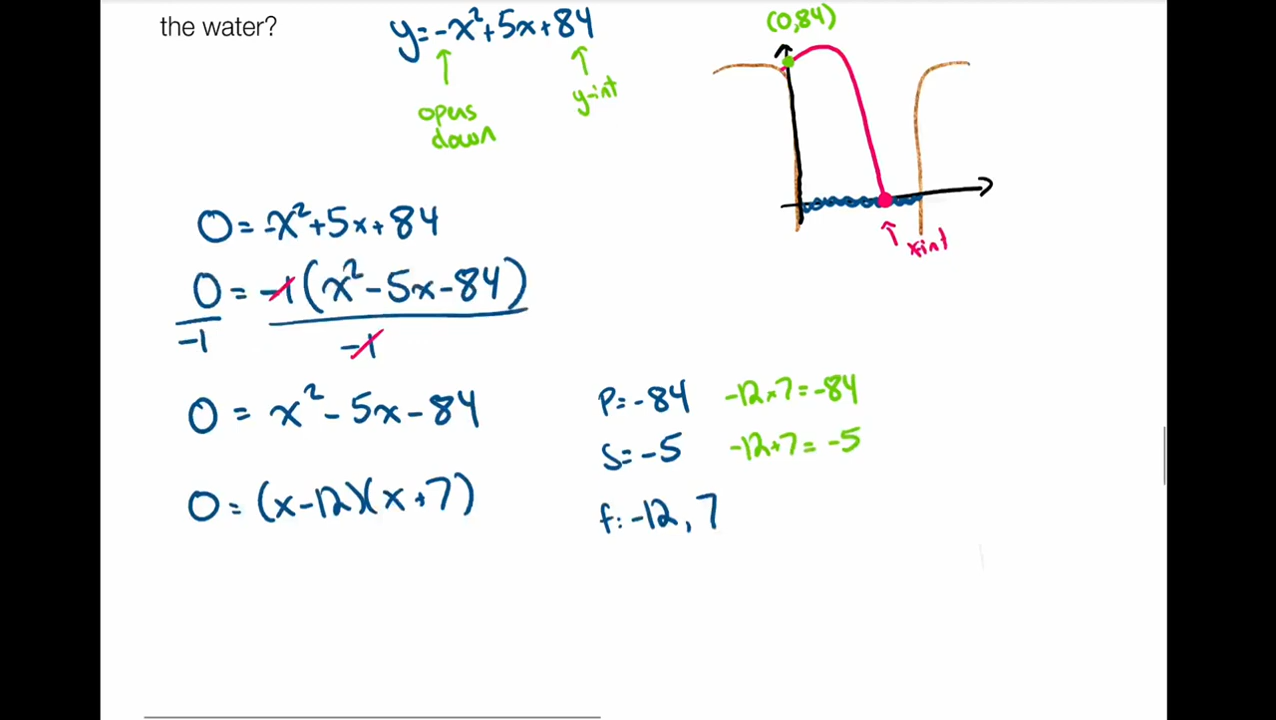 the water?
y=-x²+5x+84
opens
down
y-int
(0,84)
x-int
0=-x²+5x+84
0=-1(x²-5x-84)
-1 -1
0=x²-5x-84
P=-84 -12×7=-84
S=-5 -12+7=-5
0=(x-12)(x+7)
f:-12,7